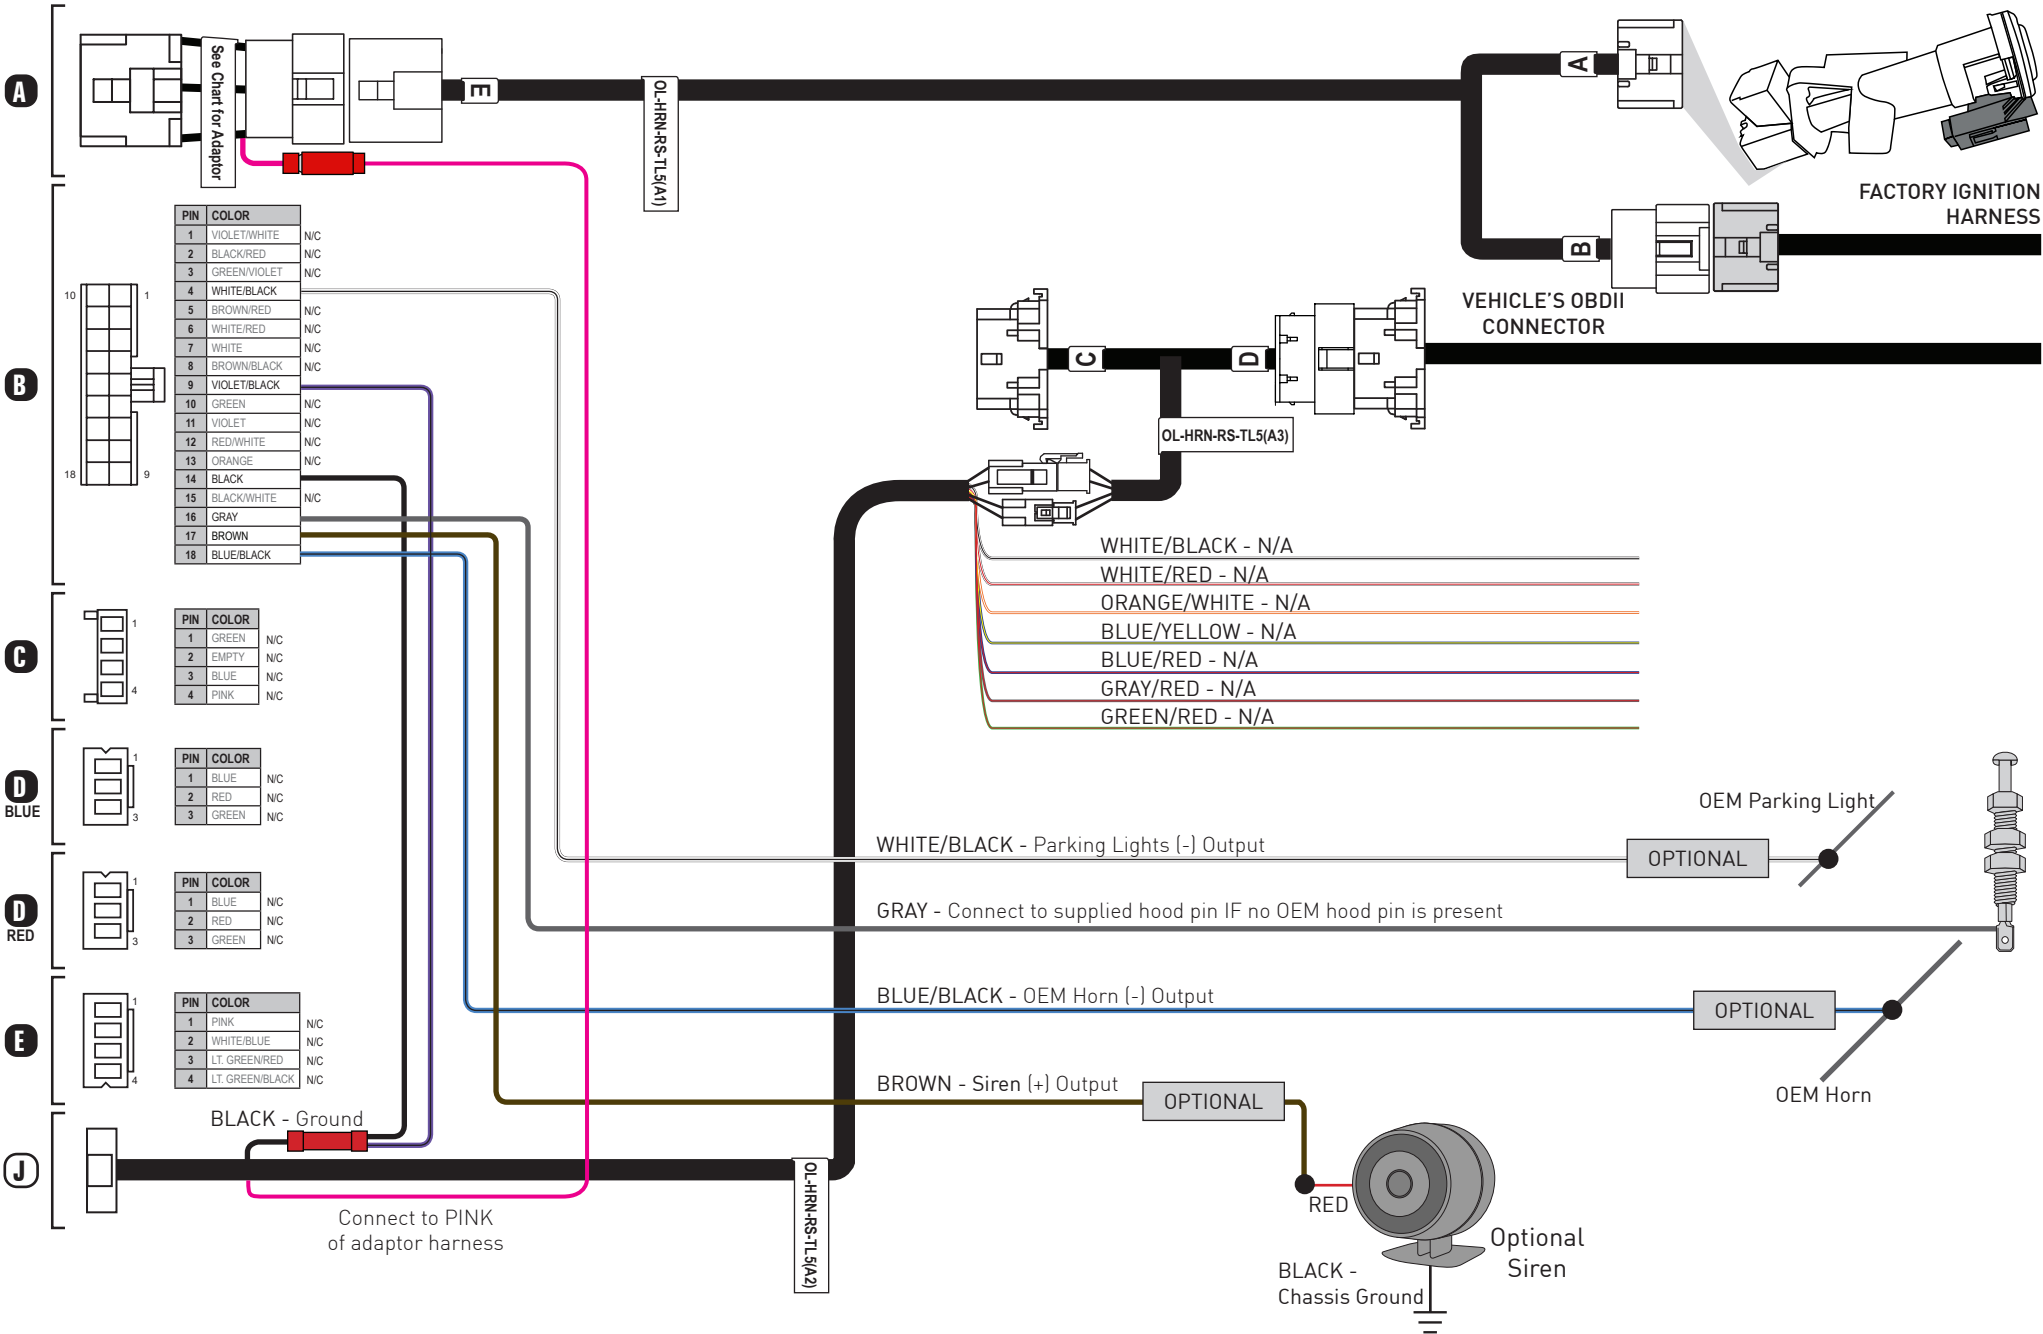 A
See Chart for Adaptor
E
OL-HRN-RS-TL5(A1)
A
B
FACTORY IGNITION
HARNESS
VEHICLE'S OBDII
CONNECTOR
C
D
OL-HRN-RS-TL5(A3)
B
10
1
18
9
PIN COLOR
1 VIOLET/WHITE N/C
2 BLACK/RED N/C
3 GREEN/VIOLET N/C
4 WHITE/BLACK
5 BROWN/RED N/C
6 WHITE/RED N/C
7 WHITE N/C
8 BROWN/BLACK N/C
9 VIOLET/BLACK
10 GREEN N/C
11 VIOLET N/C
12 RED/WHITE N/C
13 ORANGE N/C
14 BLACK
15 BLACK/WHITE N/C
16 GRAY
17 BROWN
18 BLUE/BLACK
WHITE/BLACK - N/A
WHITE/RED - N/A
ORANGE/WHITE - N/A
BLUE/YELLOW - N/A
BLUE/RED - N/A
GRAY/RED - N/A
GREEN/RED - N/A
C
1
4
PIN COLOR
1 GREEN N/C
2 EMPTY N/C
3 BLUE N/C
4 PINK N/C
D
BLUE
1
3
PIN COLOR
1 BLUE N/C
2 RED N/C
3 GREEN N/C
D
RED
1
3
PIN COLOR
1 BLUE N/C
2 RED N/C
3 GREEN N/C
E
1
4
PIN COLOR
1 PINK N/C
2 WHITE/BLUE N/C
3 LT. GREEN/RED N/C
4 LT. GREEN/BLACK N/C
OEM Parking Light
WHITE/BLACK - Parking Lights (-) Output
OPTIONAL
GRAY - Connect to supplied hood pin IF no OEM hood pin is present
BLUE/BLACK - OEM Horn (-) Output
OPTIONAL
OEM Horn
BROWN - Siren (+) Output
OPTIONAL
RED
Optional
Siren
BLACK -
Chassis Ground
J
BLACK - Ground
Connect to PINK
of adaptor harness
OL-HRN-RS-TL5(A2)